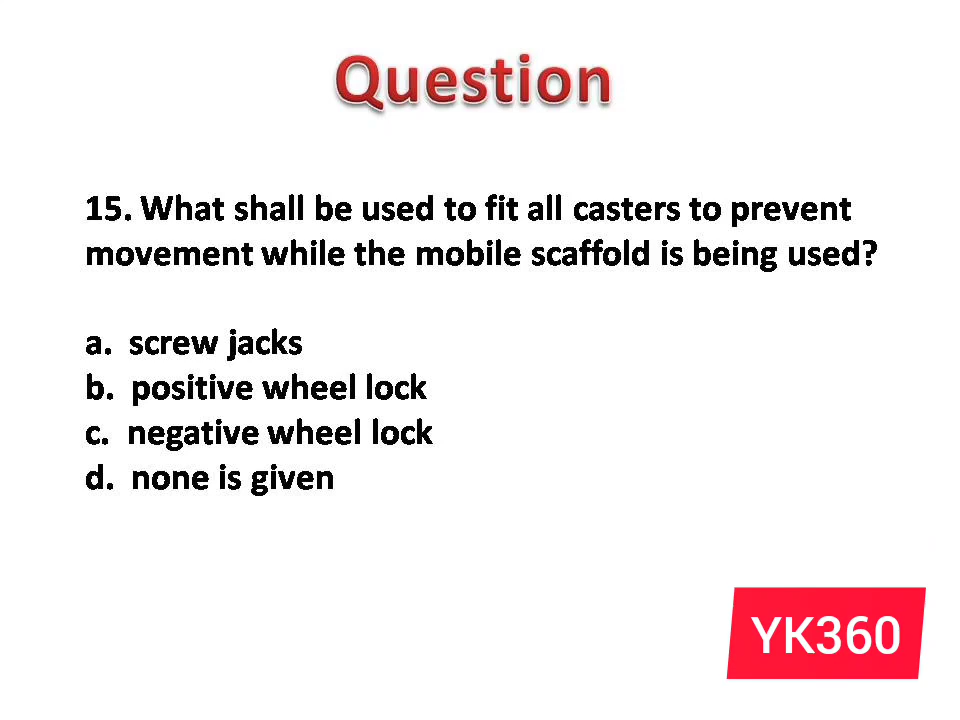 Question
15. What shall be used to fit all casters to prevent
movement while the mobile scaffold is being used?
a. screw jacks
b. positive wheel lock
c. negative wheel lock
d. none is given
YK360